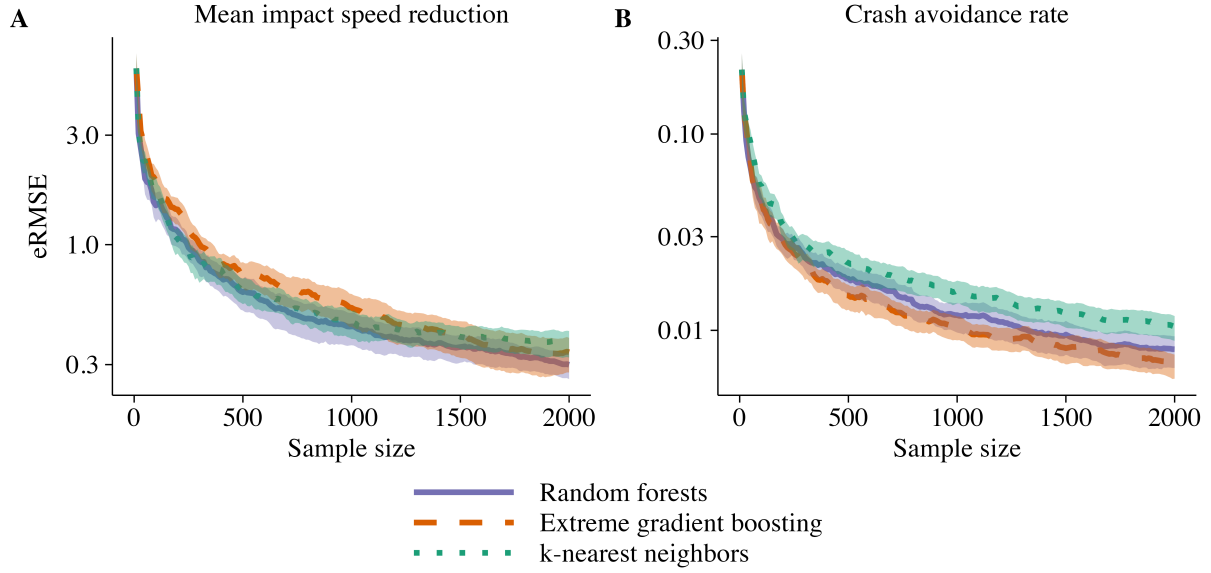 A
Mean impact speed reduction
eRMSE
3.0
1.0
0.3
0
500
1000
1500
2000
Sample size
B
Crash avoidance rate
0.30
0.10
0.03
0.01
0
500
1000
1500
2000
Sample size
Random forests
Extreme gradient boosting
k-nearest neighbors